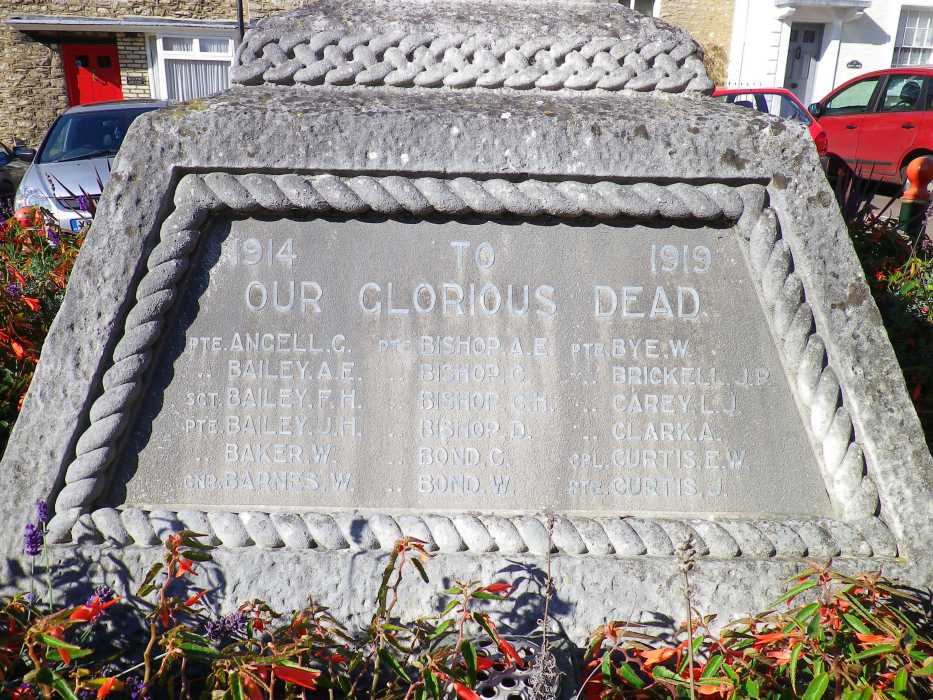 1914 TO 1919
OUR GLORIOUS DEAD
PTE. ANGELL. G. PTE BISHOP. A. E. PTE. BYE. W.
.. BAILEY. A. E. .. BISHOP. C. .. BRICKELL. J. P.
SGT. BAILEY. F. H. .. BISHOP. G. H. .. CAREY. L. J.
PTE. BAILEY. J. H. .. BISHOP. D. .. CLARK. A.
.. BAKER. W. .. BOND. G. CPL. CURTIS. E. W.
GNR. BARNES. W. .. BOND. W. PTE. CURTIS. J.